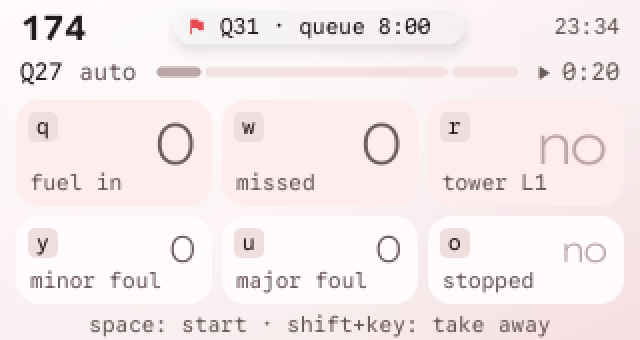 174
Q31 · queue 8:00
23:34
Q27 auto
0:20
q
0
fuel in
w
0
missed
r
no
tower L1
y
0
minor foul
u
0
major foul
o
no
stopped
space: start · shift+key: take away